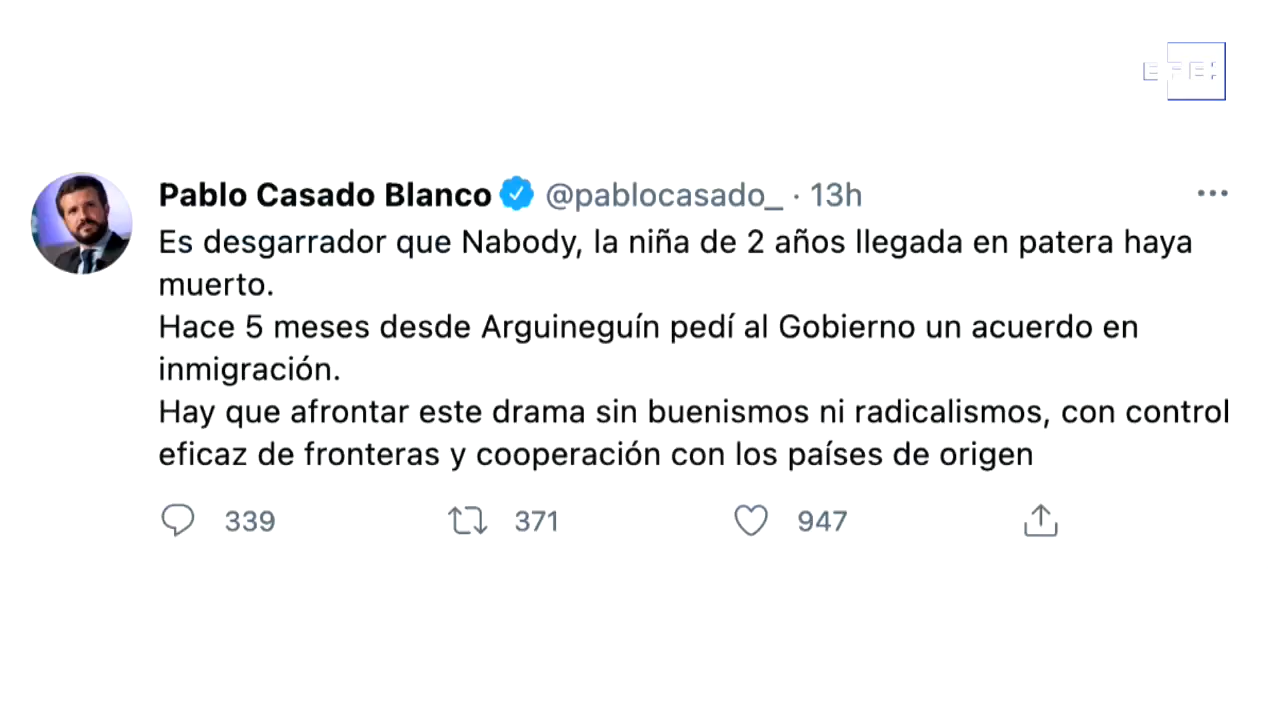 EFE:
Pablo Casado Blanco @pablocasado_ · 13h
Es desgarrador que Nabody, la niña de 2 años llegada en patera haya
muerto.
Hace 5 meses desde Arguineguín pedí al Gobierno un acuerdo en
inmigración.
Hay que afrontar este drama sin buenismos ni radicalismos, con control
eficaz de fronteras y cooperación con los países de origen
339 371 947